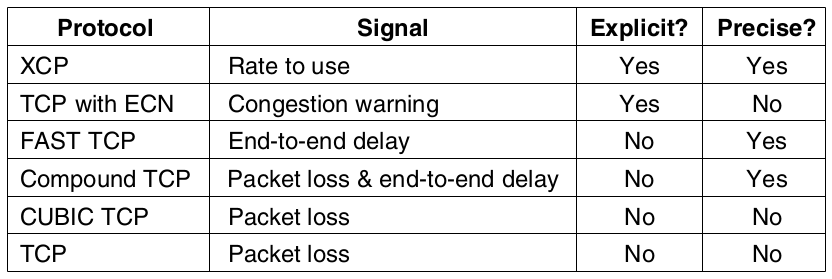 Protocol Signal Explicit? Precise?
XCP Rate to use Yes Yes
TCP with ECN Congestion warning Yes No
FAST TCP End-to-end delay No Yes
Compound TCP Packet loss & end-to-end delay No Yes
CUBIC TCP Packet loss No No
TCP Packet loss No No